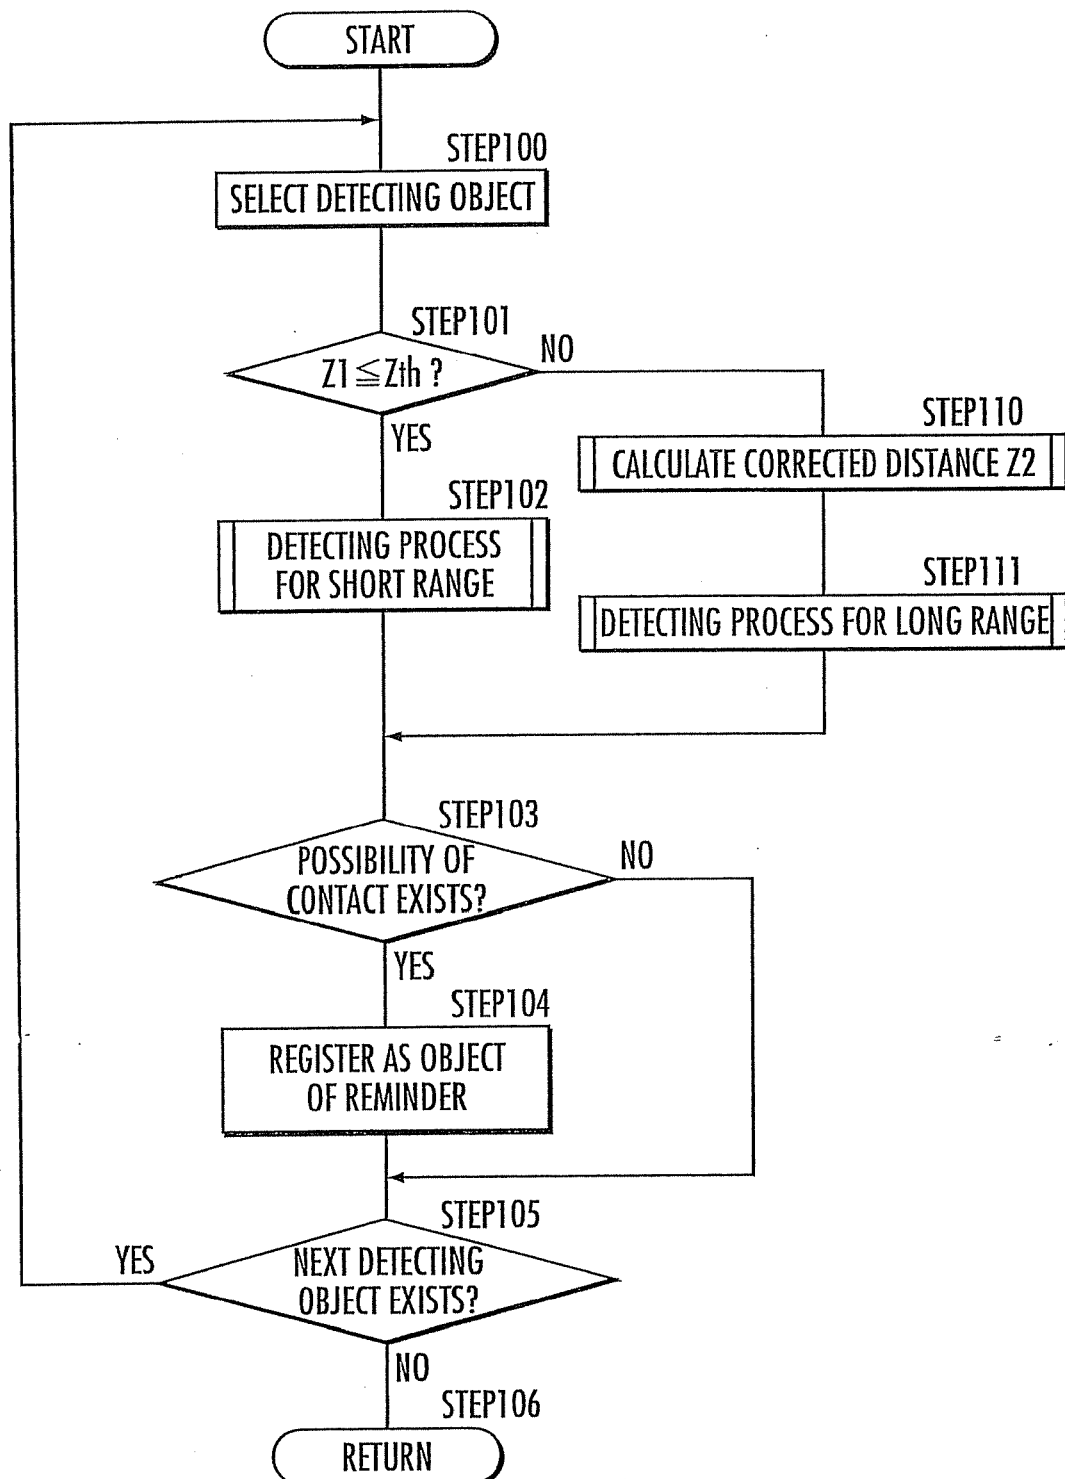 START
STEP100
SELECT DETECTING OBJECT
STEP101
Z1≦Zth ?
NO
YES
STEP110
CALCULATE CORRECTED DISTANCE Z2
STEP102
DETECTING PROCESS
FOR SHORT RANGE
STEP111
DETECTING PROCESS FOR LONG RANGE
STEP103
POSSIBILITY OF
CONTACT EXISTS?
NO
YES
STEP104
REGISTER AS OBJECT
OF REMINDER
STEP105
YES
NEXT DETECTING
OBJECT EXISTS?
NO
STEP106
RETURN